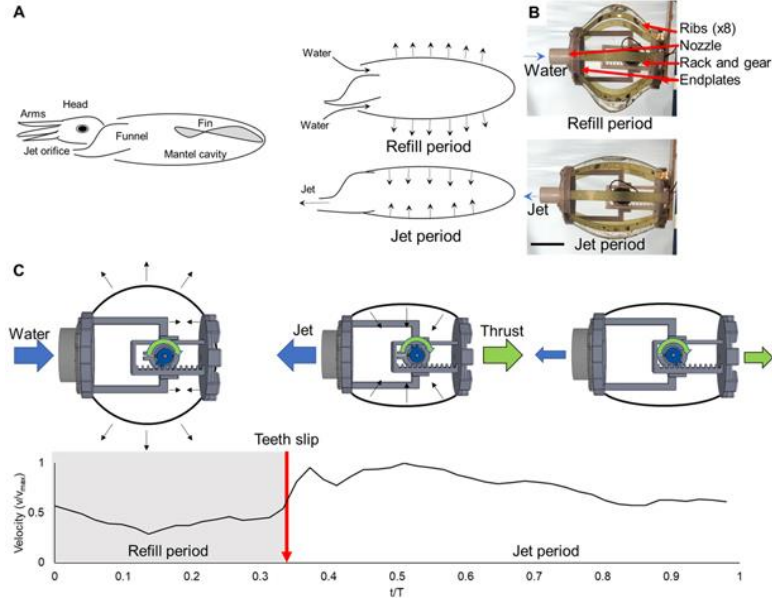 A
Head
Arms
Fin
Funnel
Jet orifice
Mantel cavity
Water
Water
Refill period
Jet
Jet period
B
Ribs (x8)
Nozzle
Rack and gear
Endplates
Water
Refill period
Jet
Jet period
C
Water
Jet
Thrust
Teeth slip
Velocity (v/vmax)
1
0.5
0
Refill period
Jet period
0 0.1 0.2 0.3 0.4 0.5 0.6 0.7 0.8 0.9 1
t/T